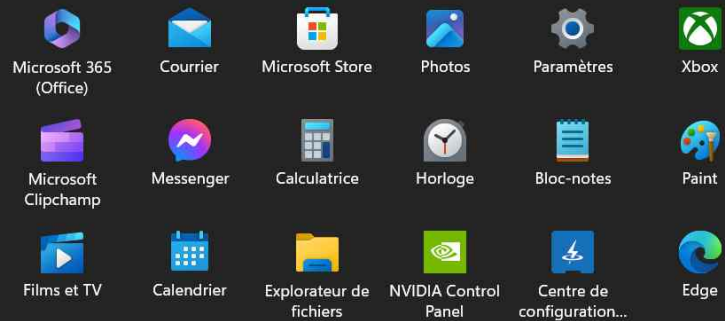 Microsoft 365
(Office)
Courrier
Microsoft Store
Photos
Paramètres
Xbox
Microsoft
Clipchamp
Messenger
Calculatrice
Horloge
Bloc-notes
Paint
Films et TV
Calendrier
Explorateur de
fichiers
NVIDIA Control
Panel
Centre de
configuration...
Edge